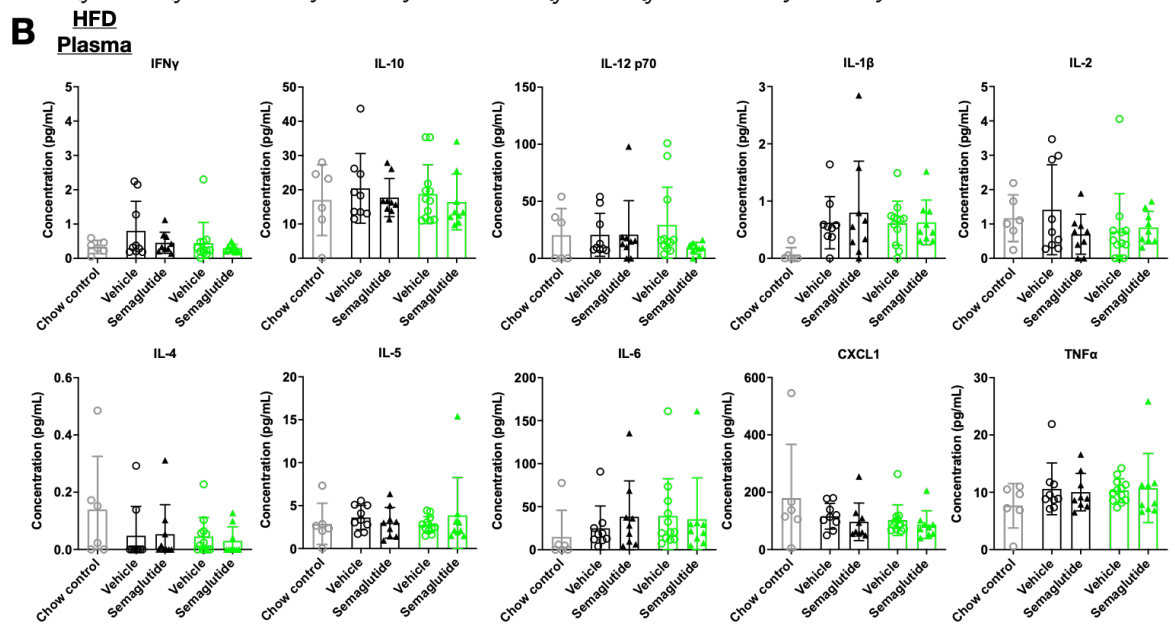 B
HFD
Plasma
IFNγ
IL-10
IL-12 p70
IL-1β
IL-2
Concentration (pg/mL)
5
4
3
2
1
0
Chow control
Vehicle
Semaglutide
Vehicle
Semaglutide
Concentration (pg/mL)
50
40
30
20
10
0
Chow control
Vehicle
Semaglutide
Vehicle
Semaglutide
Concentration (pg/mL)
150
100
50
0
Chow control
Vehicle
Semaglutide
Vehicle
Semaglutide
Concentration (pg/mL)
3
2
1
0
Chow control
Vehicle
Semaglutide
Vehicle
Semaglutide
Concentration (pg/mL)
5
4
3
2
1
0
Chow control
Vehicle
Semaglutide
Vehicle
Semaglutide
IL-4
IL-5
IL-6
CXCL1
TNFα
Concentration (pg/mL)
0.6
0.4
0.2
0.0
Chow control
Vehicle
Semaglutide
Vehicle
Semaglutide
Concentration (pg/mL)
20
15
10
5
0
Chow control
Vehicle
Semaglutide
Vehicle
Semaglutide
Concentration (pg/mL)
200
150
100
50
0
Chow control
Vehicle
Semaglutide
Vehicle
Semaglutide
Concentration (pg/mL)
600
400
200
0
Chow control
Vehicle
Semaglutide
Vehicle
Semaglutide
Concentration (pg/mL)
30
20
10
0
Chow control
Vehicle
Semaglutide
Vehicle
Semaglutide